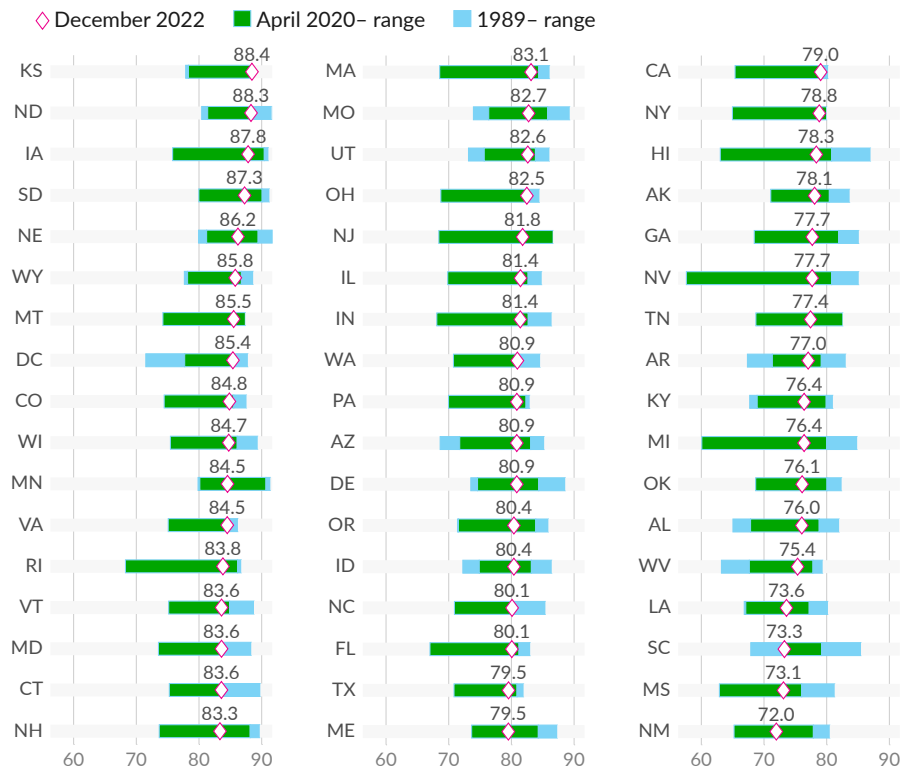 December 2022 April 2020– range 1989– range
KS 88.4
ND 88.3
IA 87.8
SD 87.3
NE 86.2
WY 85.8
MT 85.5
DC 85.4
CO 84.8
WI 84.7
MN 84.5
VA 84.5
RI 83.8
VT 83.6
MD 83.6
CT 83.6
NH 83.3
60 70 80 90
MA 83.1
MO 82.7
UT 82.6
OH 82.5
NJ 81.8
IL 81.4
IN 81.4
WA 80.9
PA 80.9
AZ 80.9
DE 80.9
OR 80.4
ID 80.4
NC 80.1
FL 80.1
TX 79.5
ME 79.5
60 70 80 90
CA 79.0
NY 78.8
HI 78.3
AK 78.1
GA 77.7
NV 77.7
TN 77.4
AR 77.0
KY 76.4
MI 76.4
OK 76.1
AL 76.0
WV 75.4
LA 73.6
SC 73.3
MS 73.1
NM 72.0
60 70 80 90